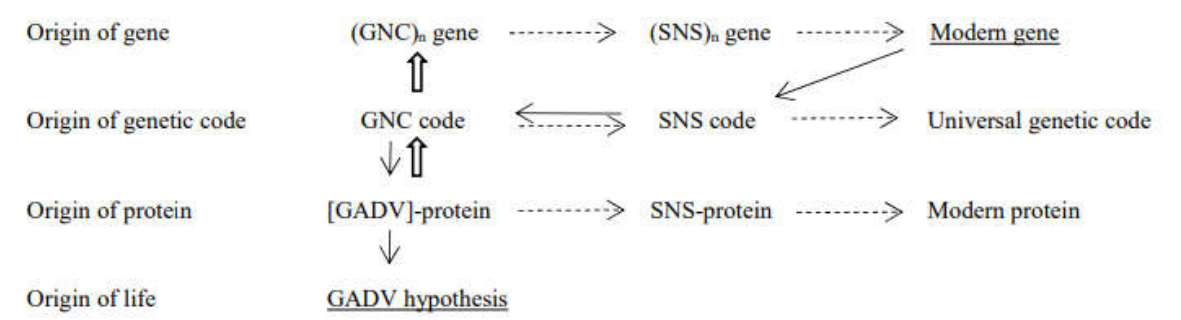 Origin of gene (GNC)ₙ gene (SNS)ₙ gene Modern gene
Origin of genetic code GNC code SNS code Universal genetic code
Origin of protein [GADV]-protein SNS-protein Modern protein
Origin of life GADV hypothesis